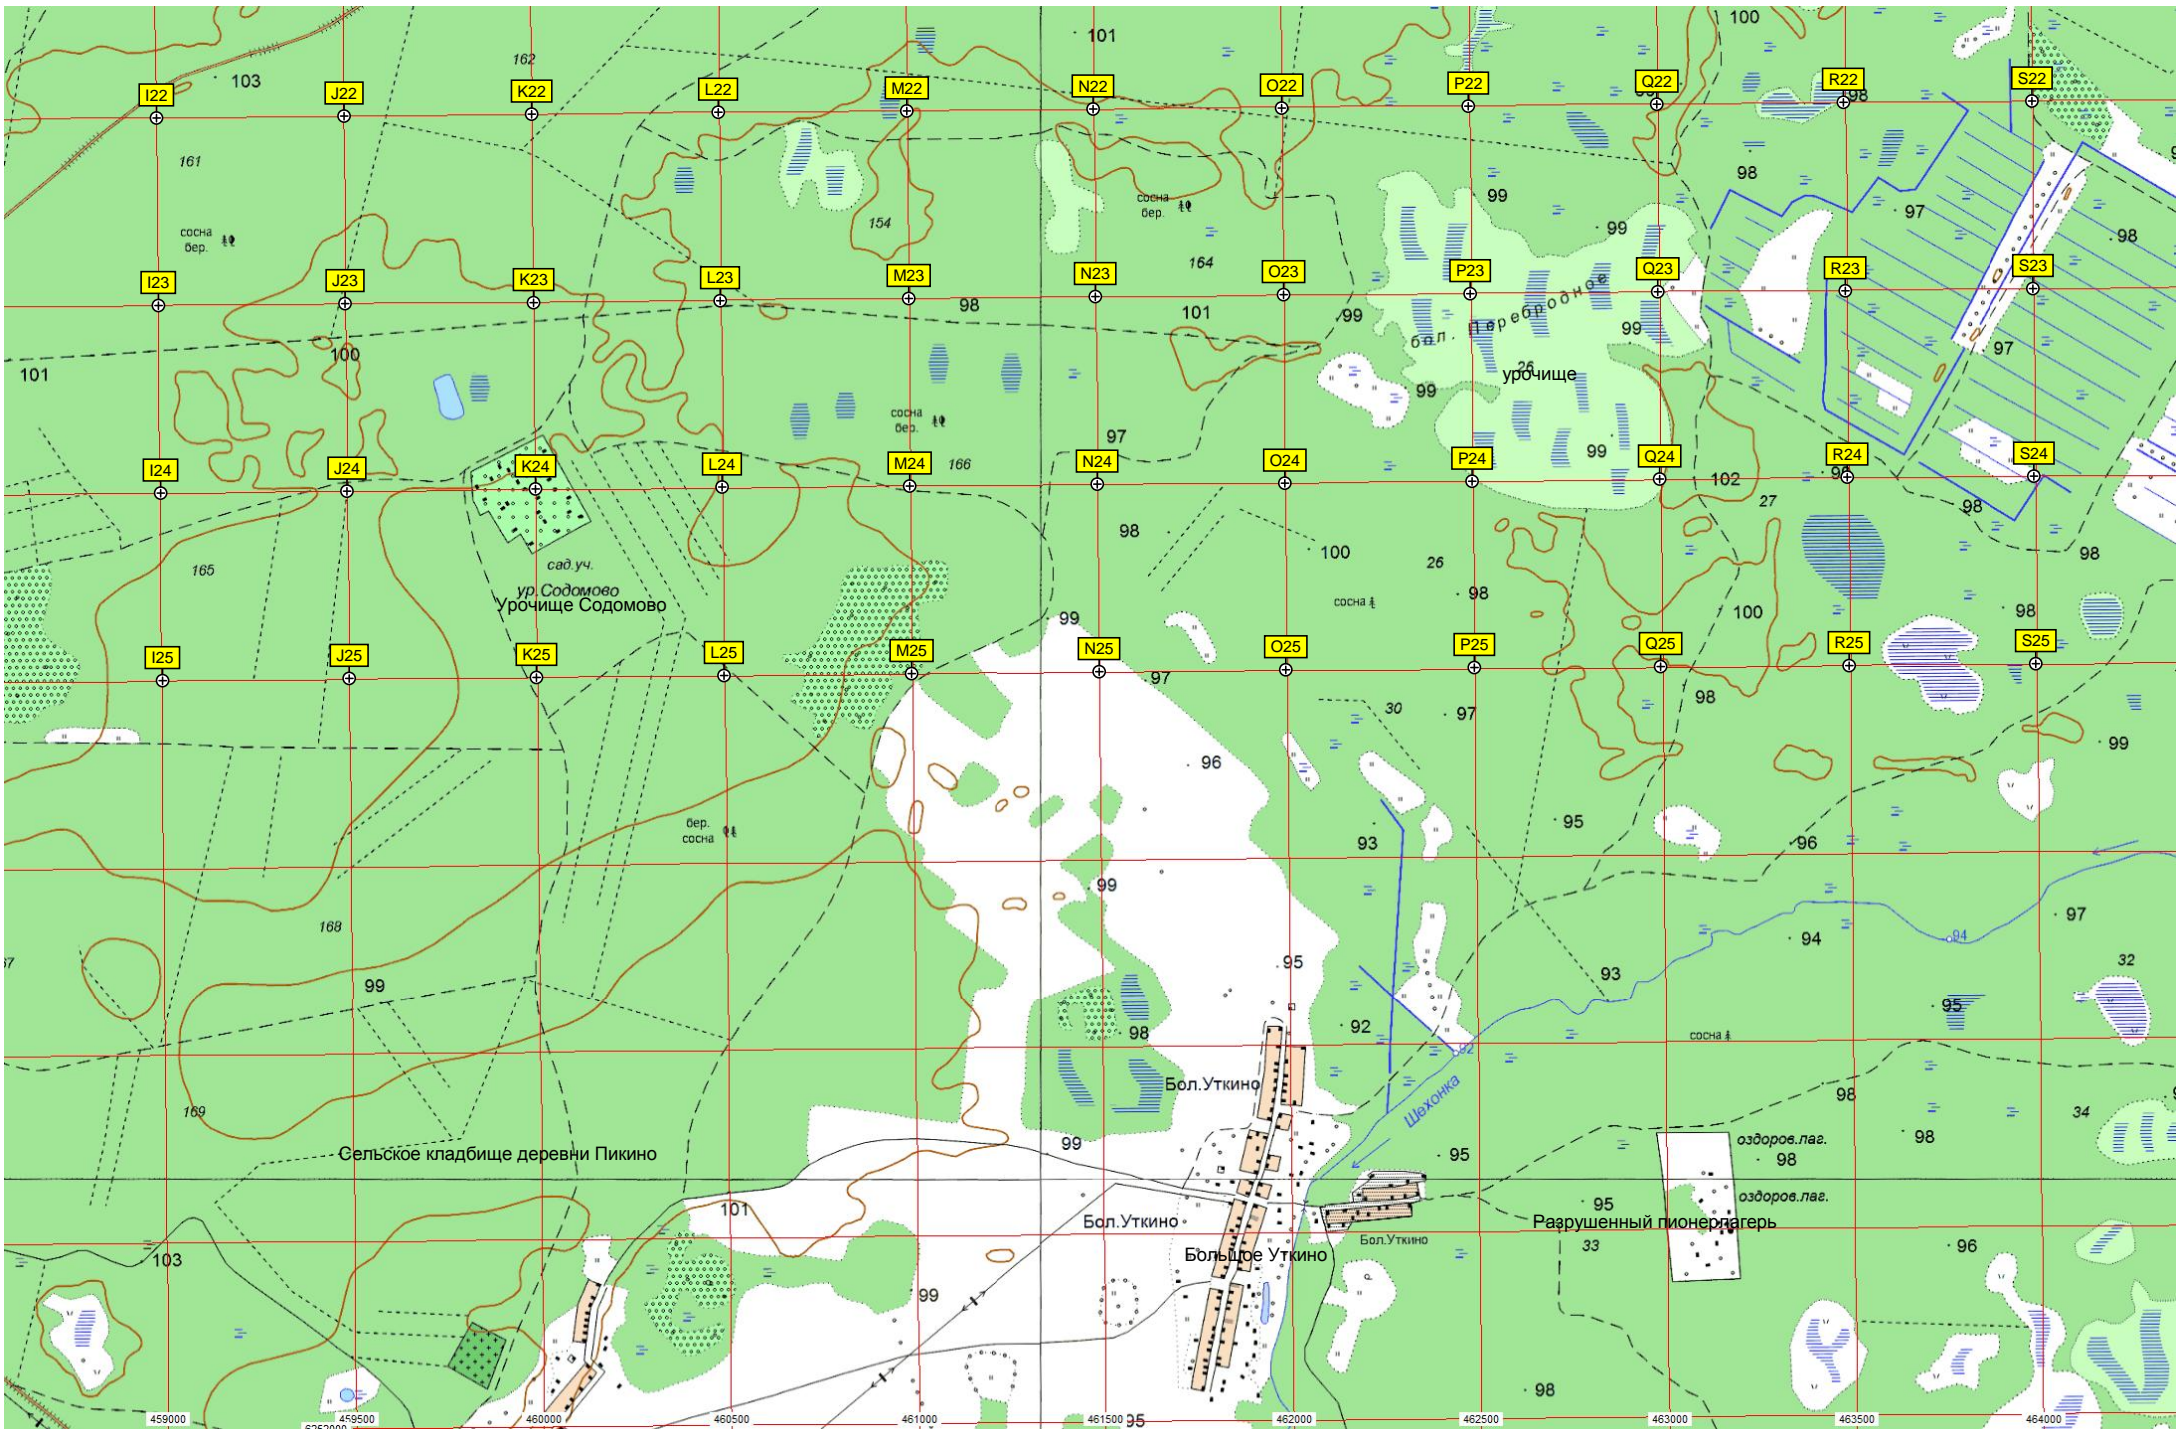 101
100
162
103
I22
J22
K22
L22
M22
N22
O22
P22
Q22
R22
S22
98
161
98
99
97
154
сосна
бер.
сосна
бер.
99
98
164
I23
J23
K23
L23
M23
N23
O23
P23
Q23
R23
S23
98
101
99
бол. Перебродное
99
97
100
101
26
урочище
99
сосна
бер.
97
99
166
I24
J24
K24
L24
M24
N24
O24
P24
Q24
R24
S24
102
27
98
98
98
100
98
165
сад.уч.
26
ур.Содомово
Урочище Содомово
сосна
98
100
98
99
I25
J25
K25
L25
M25
N25
O25
P25
Q25
R25
S25
97
98
30
97
99
96
бер.
сосна
93
95
96
99
97
168
94
94
95
32
93
99
95
98
92
сосна
92
Бол.Уткино
Шехонка
98
169
34
99
98
оздоров.лаг.
Сельское кладбище деревни Пикино
95
98
оздоров.лаг.
101
95
Бол.Уткино
Разрушенный пионерлагерь
Бол.Уткино
33
96
103
Большое Уткино
99
98
459000
459500
460000
460500
461000
461500
95
462000
462500
463000
463500
464000